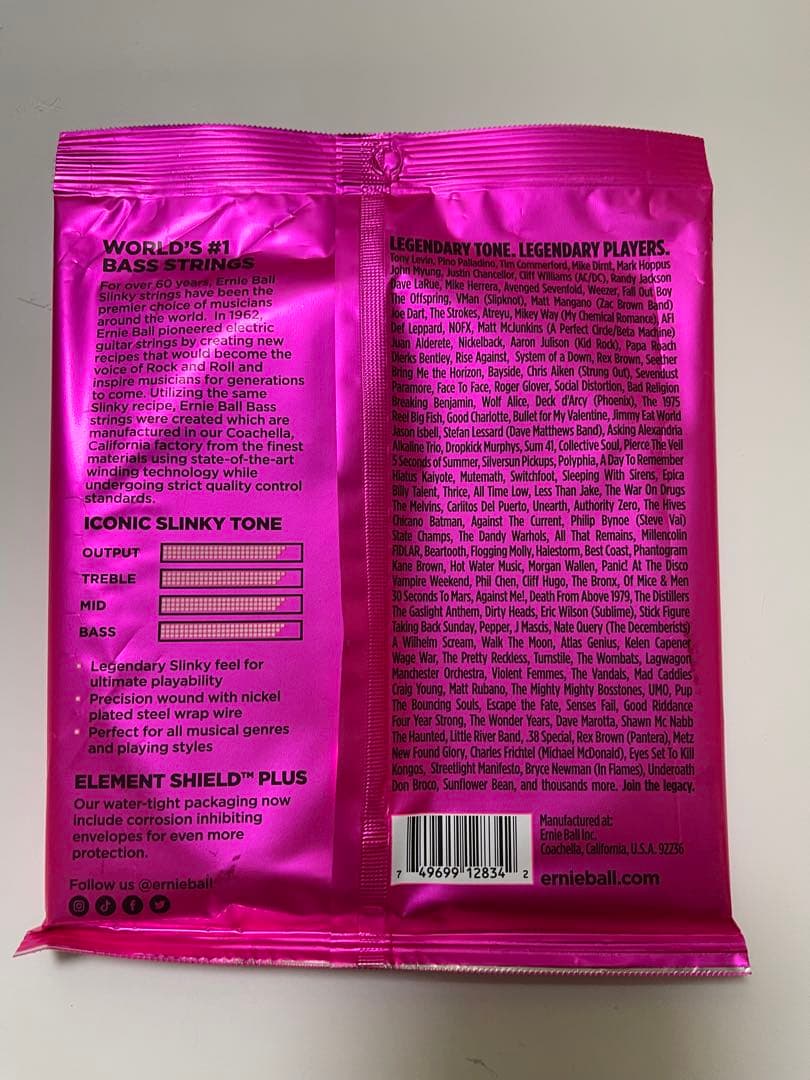 WORLD'S #1
BASS STRINGS
For over 60 years, Ernie Ball
Slinky strings have been the
premier choice of musicians
around the world. In 1962,
Ernie Ball pioneered electric
guitar strings by creating new
recipes that would become the
voice of Rock and Roll and
inspire musicians for generations
to come. Utilizing the same
Slinky recipe, Ernie Ball Bass
strings were created which are
manufactured in our Coachella,
California factory from the finest
materials using state-of-the-art
winding technology while
undergoing strict quality control
standards.
ICONIC SLINKY TONE
OUTPUT
TREBLE
MID
BASS
Legendary Slinky feel for
ultimate playability
Precision wound with nickel
plated steel wrap wire
Perfect for all musical genres
and playing styles
ELEMENT SHIELD™ PLUS
Our water-tight packaging now
include corrosion inhibiting
envelopes for even more
protection.
Follow us @ernieball
LEGENDARY TONE. LEGENDARY PLAYERS.
Tony Levin, Pino Palladino, Tim Commerford, Mike Dirnt, Mark Hoppus
John Myung, Justin Chancellor, Cliff Williams (AC/DC), Randy Jackson
Dave LaRue, Mike Herrera, Avenged Sevenfold, Weezer, Fall Out Boy
The Offspring, VMan (Slipknot), Matt Mangano (Zac Brown Band)
Joe Dart, The Strokes, Atreyu, Mikey Way (My Chemical Romance), AFI
Def Leppard, NOFX, Matt McJunkins (A Perfect Circle/Beta Machine)
Juan Alderete, Nickelback, Aaron Julison (Kid Rock), Papa Roach
Dierks Bentley, Rise Against, System of a Down, Rex Brown, Seether
Bring Me the Horizon, Bayside, Chris Aiken (Strung Out), Sevendust
Paramore, Face To Face, Roger Glover, Social Distortion, Bad Religion
Breaking Benjamin, Wolf Alice, Deck d'Arcy (Phoenix), The 1975
Reel Big Fish, Good Charlotte, Bullet for My Valentine, Jimmy Eat World
Jason Isbell, Stefan Lessard (Dave Matthews Band), Asking Alexandria
Alkaline Trio, Dropkick Murphys, Sum 41, Collective Soul, Pierce The Veil
5 Seconds of Summer, Silversun Pickups, Polyphia, A Day To Remember
Hiatus Kaiyote, Mutemath, Switchfoot, Sleeping With Sirens, Epica
Billy Talent, Thrice, All Time Low, Less Than Jake, The War On Drugs
The Melvins, Carlitos Del Puerto, Unearth, Authority Zero, The Hives
Chicano Batman, Against The Current, Philip Bynoe (Steve Vai)
State Champs, The Dandy Warhols, All That Remains, Millencolin
FIDLAR, Beartooth, Flogging Molly, Halestorm, Best Coast, Phantogram
Kane Brown, Hot Water Music, Morgan Wallen, Panic! At The Disco
Vampire Weekend, Phil Chen, Cliff Hugo, The Bronx, Of Mice & Men
30 Seconds To Mars, Against Me!, Death From Above 1979, The Distillers
The Gaslight Anthem, Dirty Heads, Eric Wilson (Sublime), Stick Figure
Taking Back Sunday, Pepper, J Mascis, Nate Query (The Decemberists)
A Wilhelm Scream, Walk The Moon, Atlas Genius, Kelen Capener
Wage War, The Pretty Reckless, Turnstile, The Wombats, Lagwagon
Manchester Orchestra, Violent Femmes, The Vandals, Mad Caddies
Craig Young, Matt Rubano, The Mighty Mighty Bosstones, UMO, Pup
The Bouncing Souls, Escape the Fate, Senses Fail, Good Riddance
Four Year Strong, The Wonder Years, Dave Marotta, Shawn Mc Nabb
The Haunted, Little River Band, .38 Special, Rex Brown (Pantera), Metz
New Found Glory, Charles Frichtel (Michael McDonald), Eyes Set To Kill
Kongos, Streetlight Manifesto, Bryce Newman (In Flames), Underoath
Don Broco, Sunflower Bean, and thousands more. Join the legacy.
7 49699 12834 2
Manufactured at:
Ernie Ball Inc.
Coachella, California, U.S.A. 92236
ernieball.com